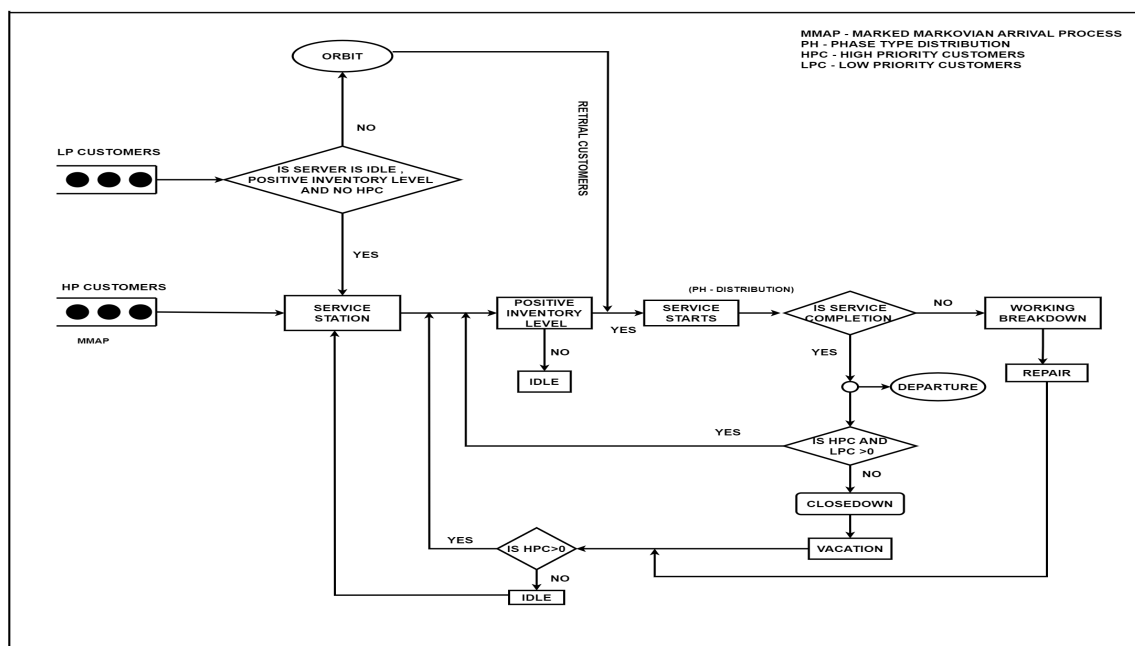 MMAP - MARKED MARKOVIAN ARRIVAL PROCESS
PH - PHASE TYPE DISTRIBUTION
HPC - HIGH PRIORITY CUSTOMERS
LPC - LOW PRIORITY CUSTOMERS
ORBIT
NO
RETRIAL CUSTOMERS
LP CUSTOMERS
IS SERVER IS IDLE ,
POSITIVE INVENTORY LEVEL
AND NO HPC
YES
HP CUSTOMERS
MMAP
SERVICE
STATION
POSITIVE
INVENTORY
LEVEL
YES
NO
IDLE
(PH - DISTRIBUTION)
SERVICE
STARTS
IS SERVICE
COMPLETION
NO
WORKING
BREAKDOWN
REPAIR
YES
DEPARTURE
IS HPC AND
LPC >0
YES
NO
CLOSEDOWN
VACATION
IS HPC>0
YES
NO
IDLE